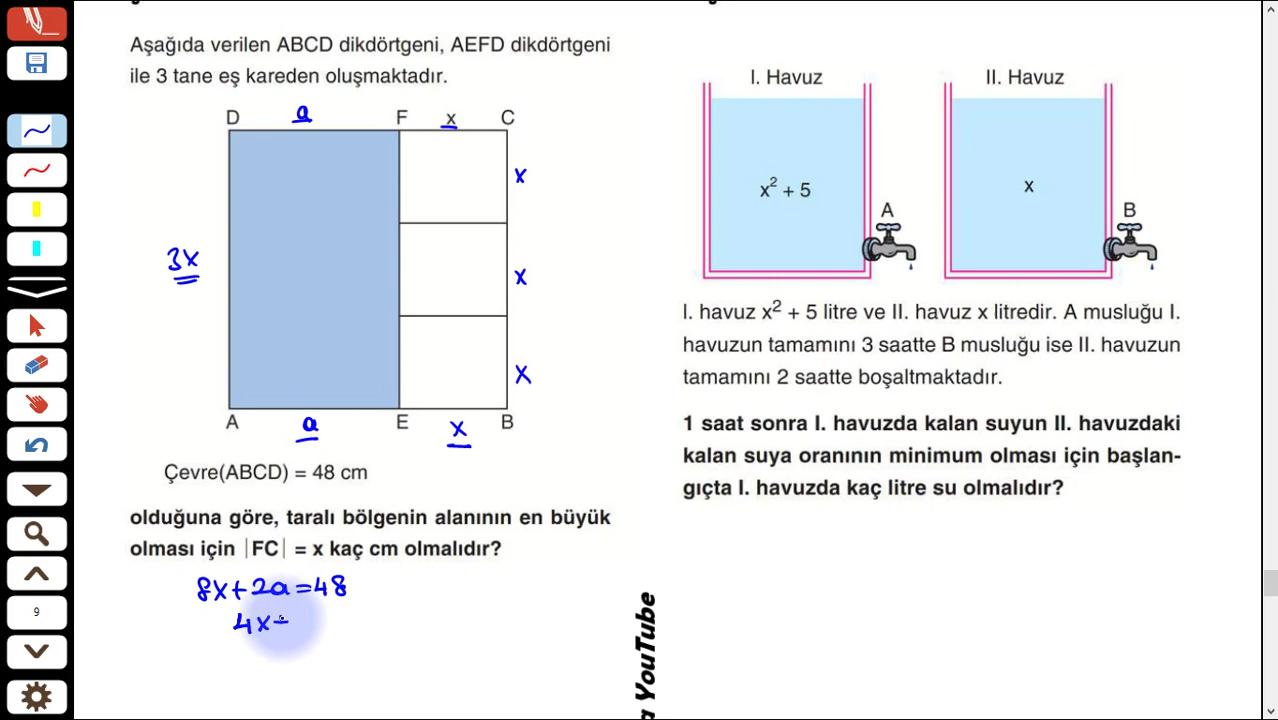 Aşağıda verilen ABCD dikdörtgeni, AEFD dikdörtgeni
ile 3 tane eş kareden oluşmaktadır.
D a F x C
x
3x
x
x
A a E x B
Çevre(ABCD) = 48 cm
olduğuna göre, taralı bölgenin alanının en büyük
olması için |FC| = x kaç cm olmalıdır?
8x+2a=48
4x+
I. Havuz II. Havuz
x² + 5 x
A B
I. havuz x² + 5 litre ve II. havuz x litredir. A musluğu I.
havuzun tamamını 3 saatte B musluğu ise II. havuzun
tamamını 2 saatte boşaltmaktadır.
1 saat sonra I. havuzda kalan suyun II. havuzdaki
kalan suya oranının minimum olması için başlan-
gıçta I. havuzda kaç litre su olmalıdır?
YouTube
9